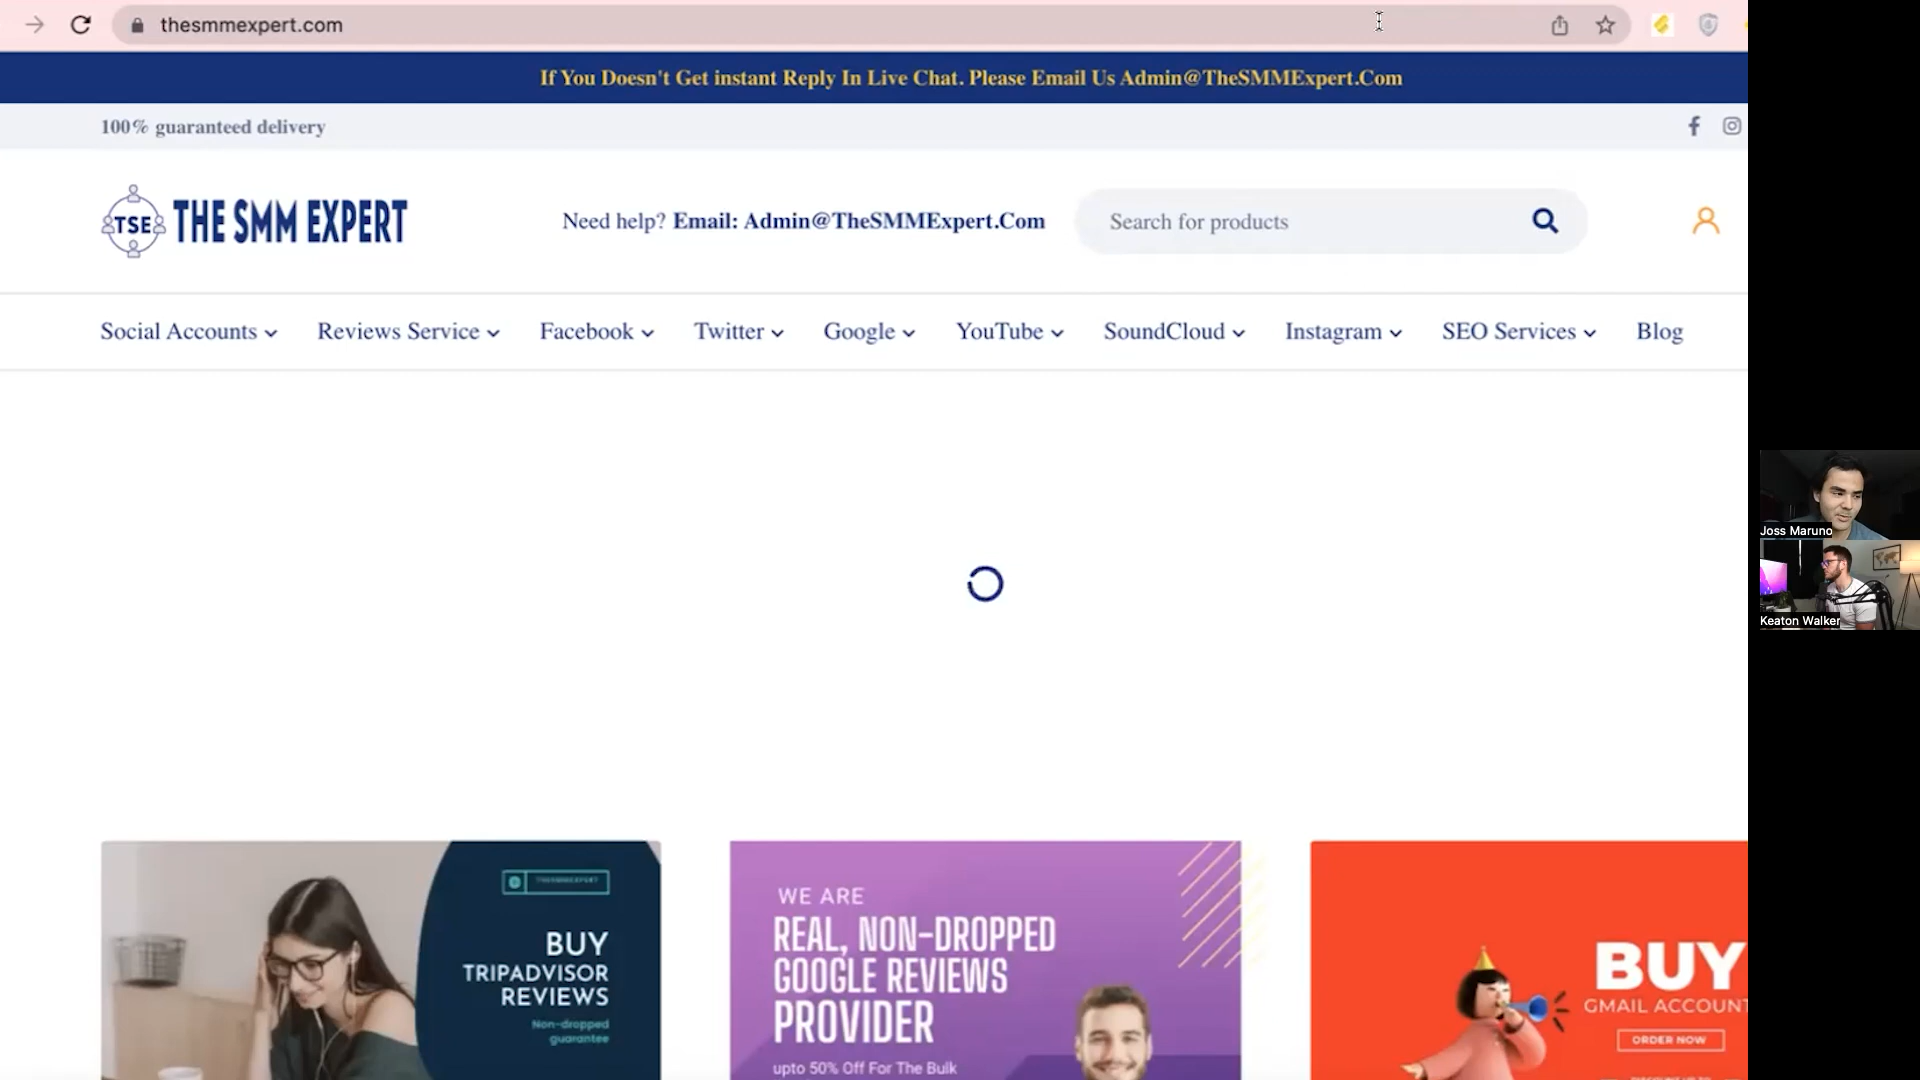 thesmmexpert.com
If You Doesn't Get instant Reply In Live Chat. Please Email Us Admin@TheSMMExpert.Com
100% guaranteed delivery
TSE THE SMM EXPERT
Need help? Email: Admin@TheSMMExpert.Com
Search for products
Social Accounts
Reviews Service
Facebook
Twitter
Google
YouTube
SoundCloud
Instagram
SEO Services
Blog
Joss Maruno
Keaton Walker
THESMMEXPERT
BUY
TRIPADVISOR
REVIEWS
Non-dropped
guarantee
WE ARE
REAL, NON-DROPPED
GOOGLE REVIEWS
PROVIDER
upto 50% Off For The Bulk
BUY
GMAIL ACCOUNT
ORDER NOW